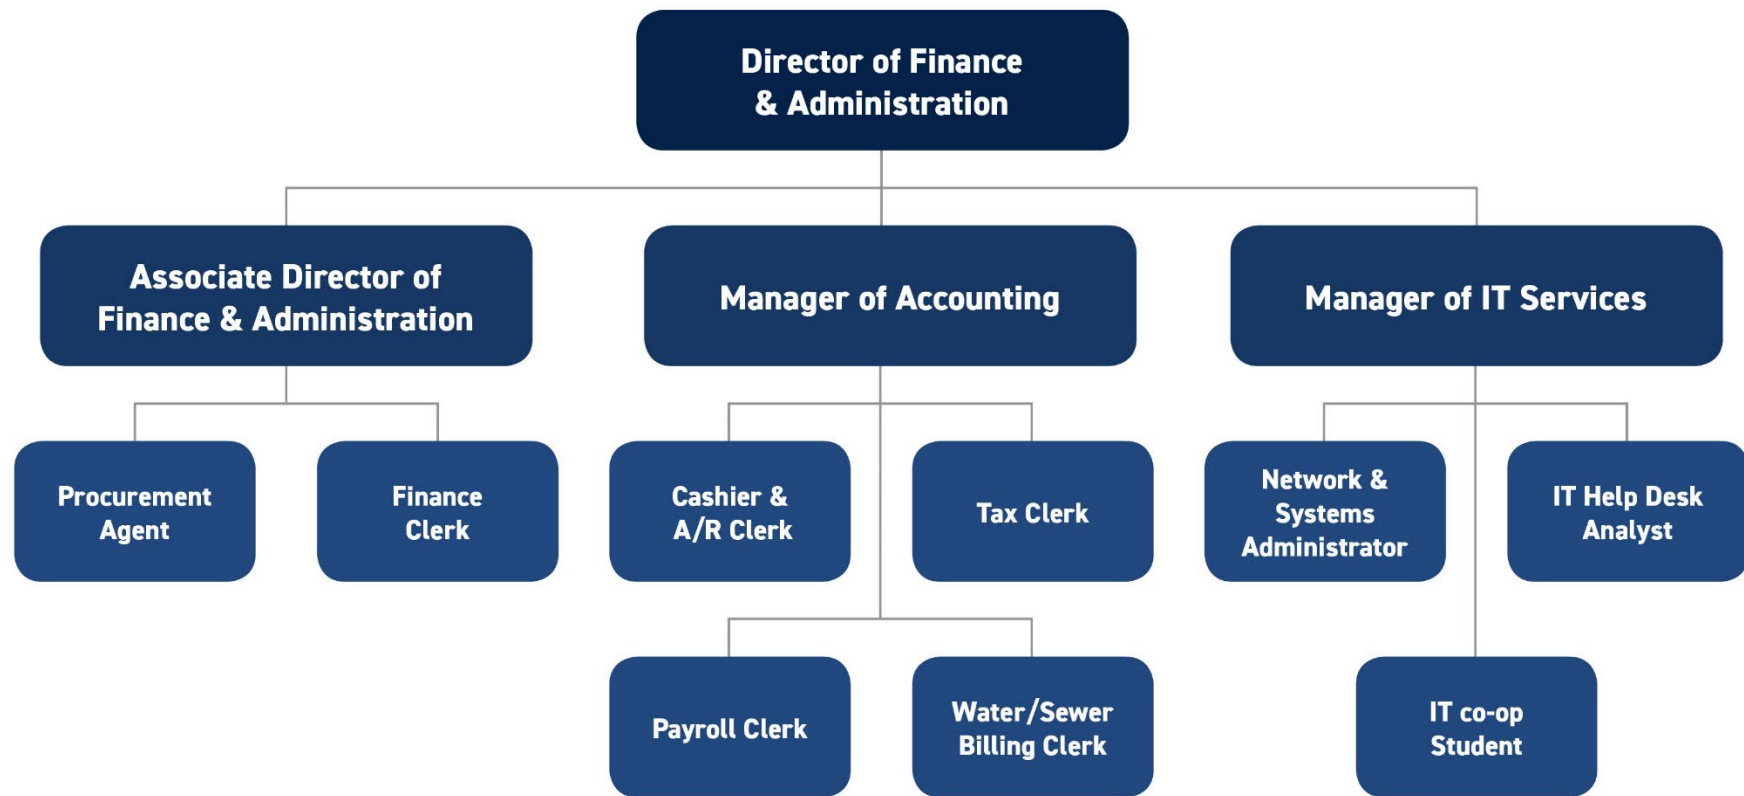 Director of Finance
& Administration
Associate Director of
Finance & Administration
Manager of Accounting
Manager of IT Services
Procurement
Agent
Finance
Clerk
Cashier &
A/R Clerk
Tax Clerk
Network &
Systems
Administrator
IT Help Desk
Analyst
Payroll Clerk
Water/Sewer
Billing Clerk
IT co-op
Student